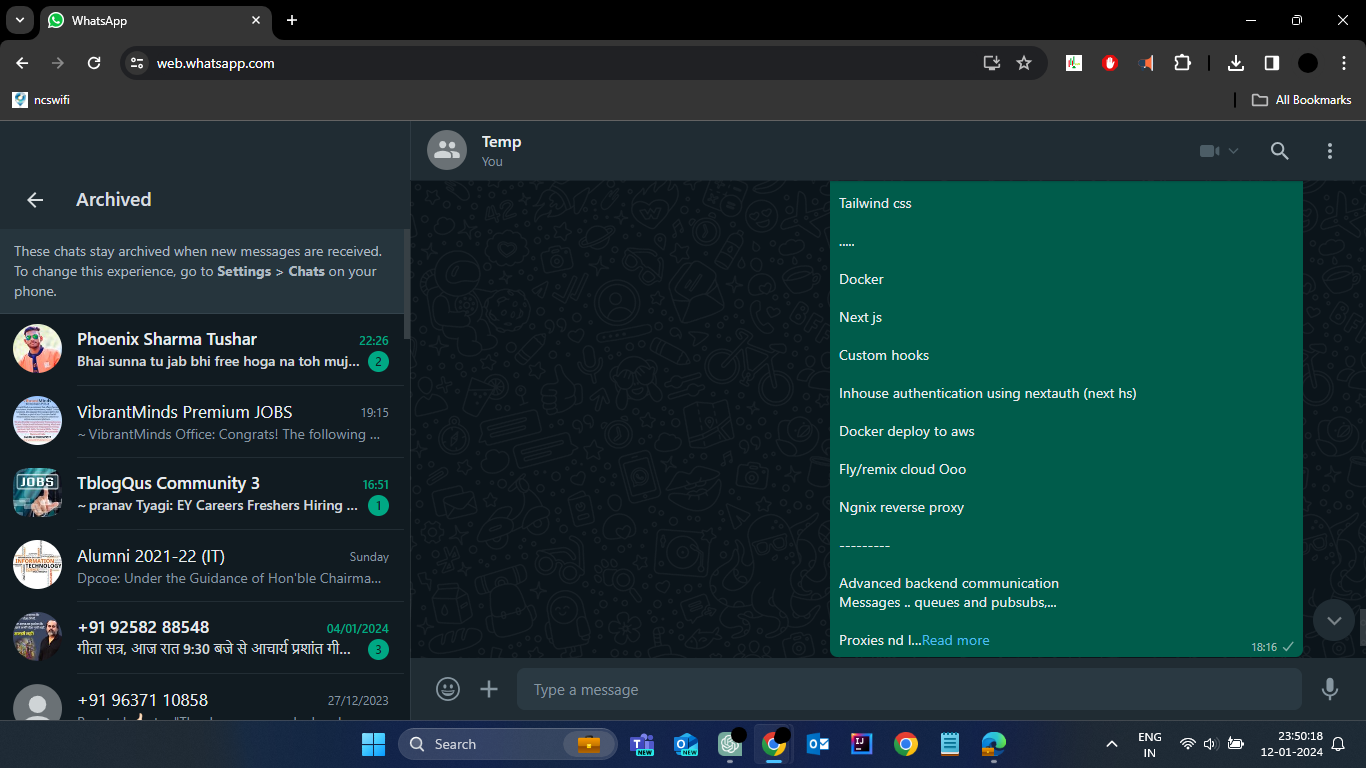 WhatsApp
web.whatsapp.com
ncswifi
All Bookmarks
Archived
These chats stay archived when new messages are received.
To change this experience, go to Settings > Chats on your
phone.
Phoenix Sharma Tushar
22:26
Bhai sunna tu jab bhi free hoga na toh muj...
2
VibrantMinds Premium JOBS
19:15
~ VibrantMinds Office: Congrats! The following ...
JOBS
TblogQus Community 3
16:51
~ pranav Tyagi: EY Careers Freshers Hiring ...
1
INFORMATION
TECHNOLOGY
Alumni 2021-22 (IT)
Sunday
Dpcoe: Under the Guidance of Hon'ble Chairma...
+91 92582 88548
04/01/2024
गीता सत्र, आज रात 9:30 बजे से आचार्य प्रशांत गी...
3
+91 96371 10858
27/12/2023
Temp
You
Tailwind css
.....
Docker
Next js
Custom hooks
Inhouse authentication using nextauth (next hs)
Docker deploy to aws
Fly/remix cloud Ooo
Ngnix reverse proxy
---------
Advanced backend communication
Messages .. queues and pubsubs,...
Proxies nd l...Read more
18:16
Type a message
Search
NEW
NEW
ENG
IN
23:50:18
12-01-2024